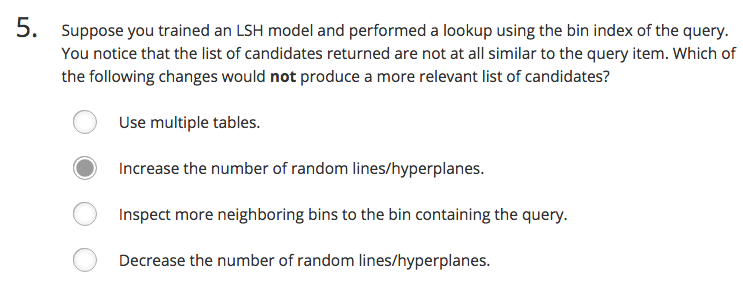 5. Suppose you trained an LSH model and performed a lookup using the bin index of the query.
You notice that the list of candidates returned are not at all similar to the query item. Which of
the following changes would not produce a more relevant list of candidates?
Use multiple tables.
Increase the number of random lines/hyperplanes.
Inspect more neighboring bins to the bin containing the query.
Decrease the number of random lines/hyperplanes.